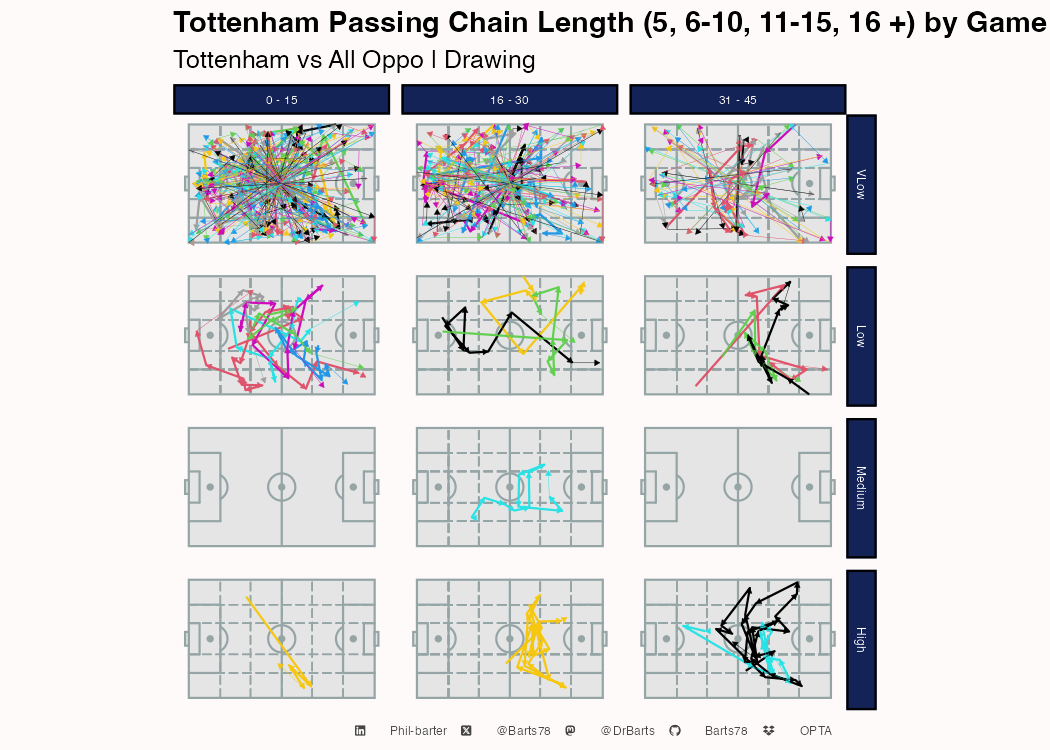 Tottenham Passing Chain Length (5, 6-10, 11-15, 16 +) by Game
Tottenham vs All Oppo | Drawing
0 - 15 16 - 30 31 - 45
VLow
Low
Medium
High
Phil-barter @Barts78 @DrBarts Barts78 OPTA